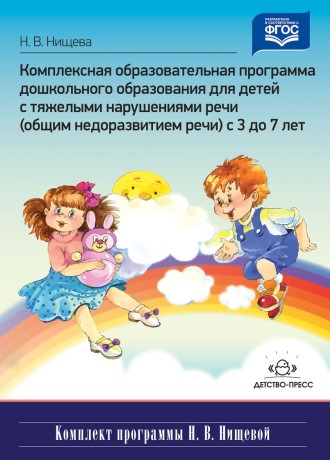 РАЗРАБОТАНО
В СООТВЕТСТВИИ С
ФГОС
Н. В. Нищева
Комплексная образовательная программа
дошкольного образования для детей
с тяжелыми нарушениями речи
(общим недоразвитием речи) с 3 до 7 лет
ДЕТСТВО-ПРЕСС
Комплект программы Н. В. Нищевой